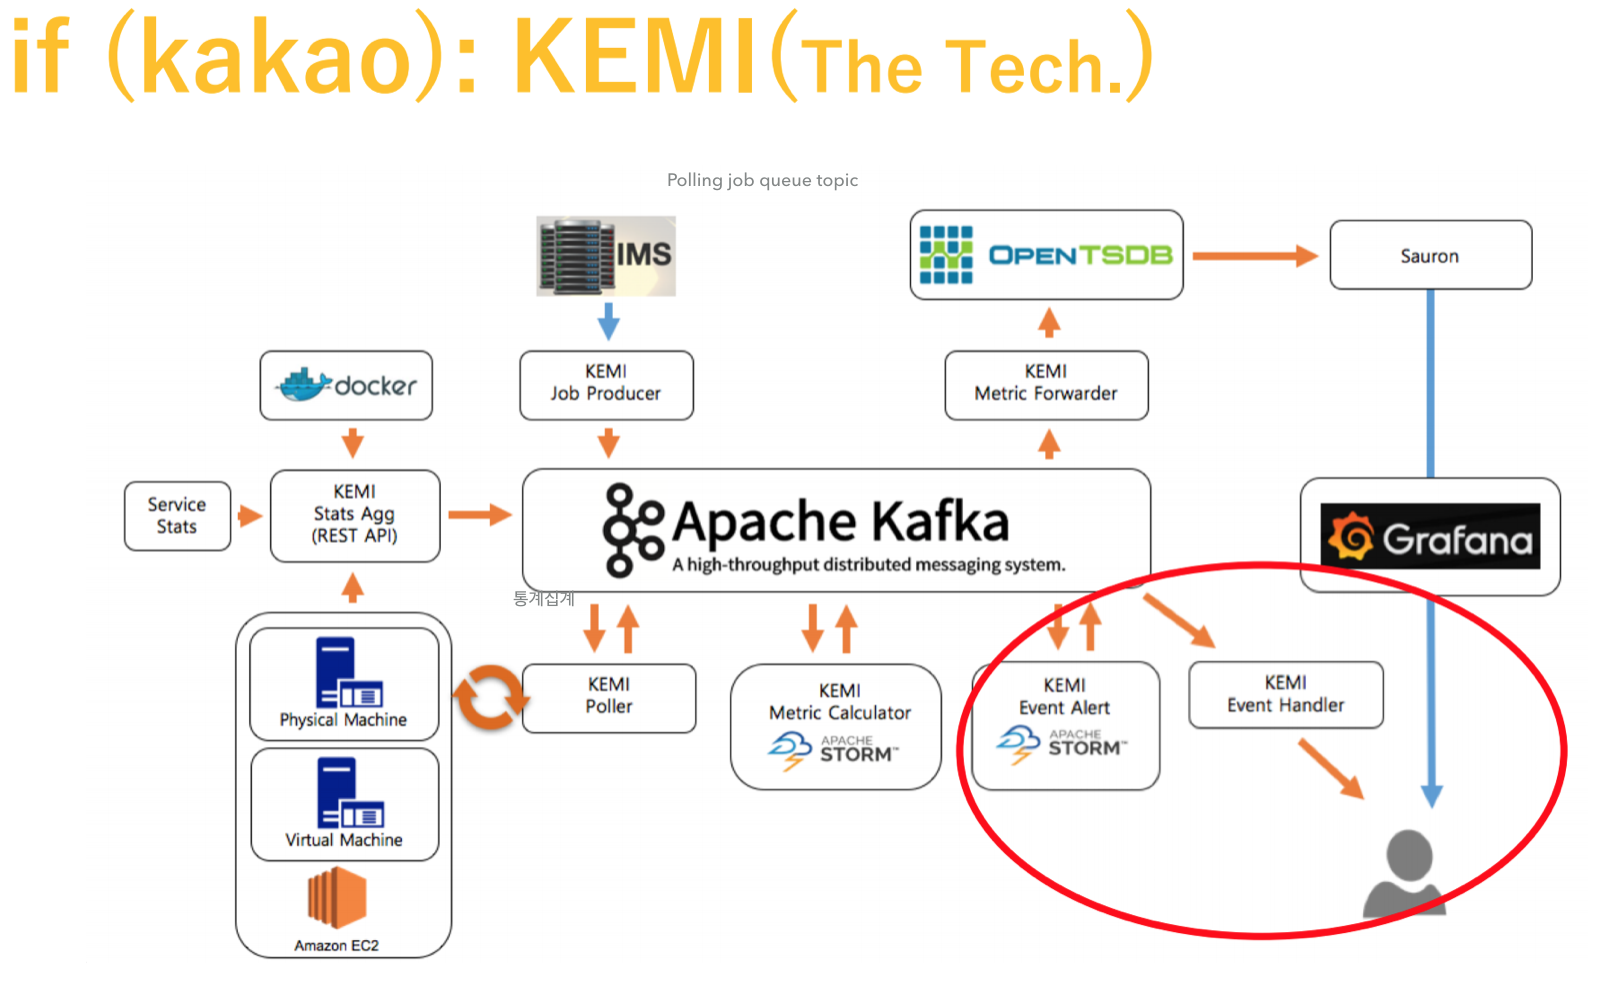 if (kakao): KEMI(The Tech.)
Polling job queue topic
IMS
OPENTSDB
Sauron
docker
KEMI
Job Producer
KEMI
Metric Forwarder
Service
Stats
KEMI
Stats Agg
(REST API)
Apache Kafka
A high-throughput distributed messaging system.
Grafana
통계집계
Physical Machine
Virtual Machine
Amazon EC2
KEMI
Poller
KEMI
Metric Calculator
APACHE
STORM™
KEMI
Event Alert
APACHE
STORM™
KEMI
Event Handler